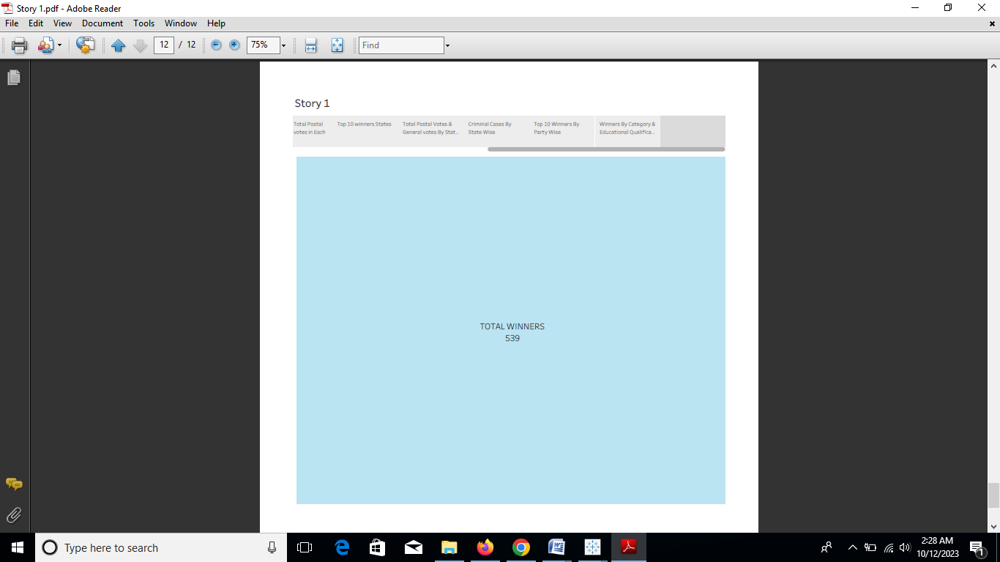 Story 1.pdf - Adobe Reader
File Edit View Document Tools Window Help
12 / 12 75% Find
Story 1
Total Postal
votes in Each
Top 10 winners States
Total Postal Votes &
General votes By Stat..
Criminal Cases By
State Wise
Top 10 Winners By
Party Wise
Winners By Category &
Educational Qualifica..
TOTAL WINNERS
539
Type here to search
2:28 AM
10/12/2023
1